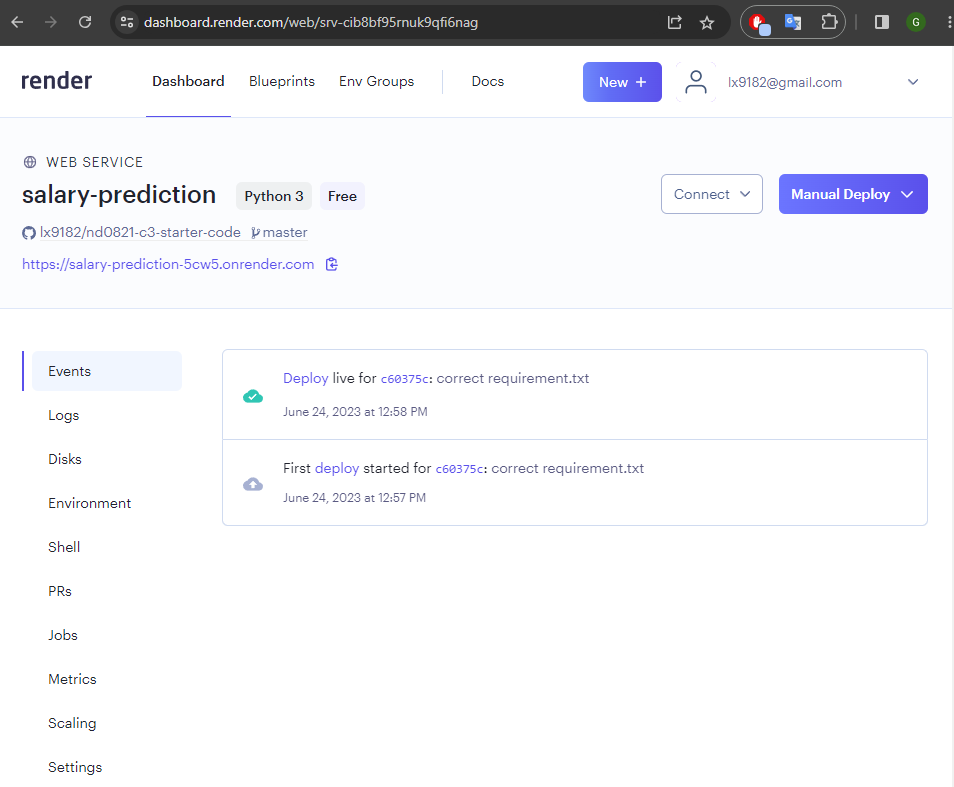 dashboard.render.com/web/srv-cib8bf95rnuk9qfi6nag
G
render Dashboard Blueprints Env Groups Docs New + lx9182@gmail.com
WEB SERVICE
salary-prediction Python 3 Free Connect Manual Deploy
lx9182/nd0821-c3-starter-code master
https://salary-prediction-5cw5.onrender.com
Events
Logs
Disks
Environment
Shell
PRs
Jobs
Metrics
Scaling
Settings
Deploy live for c60375c: correct requirement.txt
June 24, 2023 at 12:58 PM
First deploy started for c60375c: correct requirement.txt
June 24, 2023 at 12:57 PM